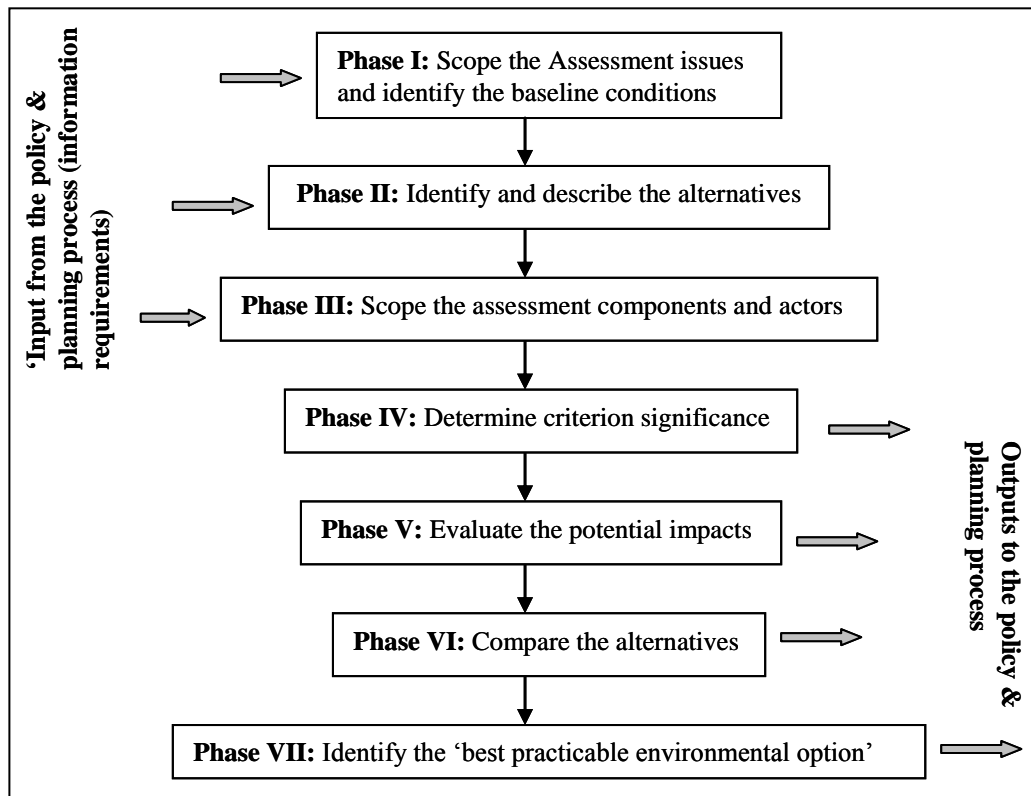 Phase I: Scope the Assessment issues
and identify the baseline conditions
‘Input from the policy &
planning process (information
requirements)
Phase II: Identify and describe the alternatives
Phase III: Scope the assessment components and actors
Phase IV: Determine criterion significance
Phase V: Evaluate the potential impacts
Outputs to the policy &
planning process
Phase VI: Compare the alternatives
Phase VII: Identify the ‘best practicable environmental option’